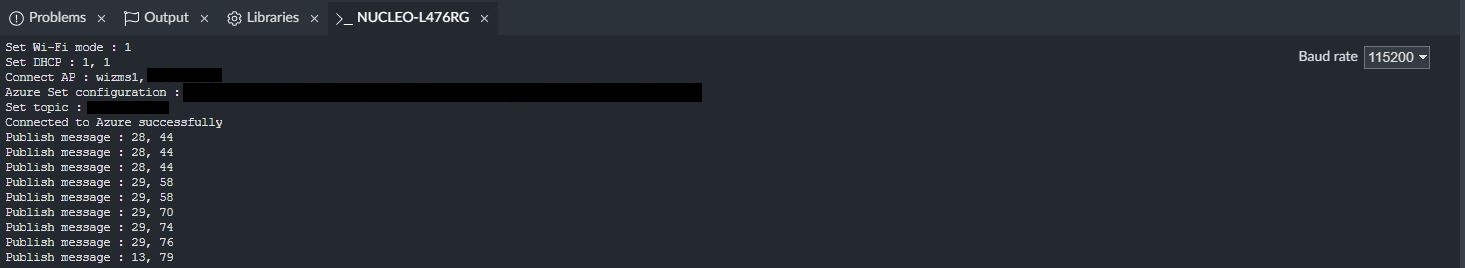 Problems × Output × Libraries × >_ NUCLEO-L476RG ×
Set Wi-Fi mode : 1
Baud rate 115200
Set DHCP : 1, 1
Connect AP : wizms1,
Azure Set configuration :
Set topic :
Connected to Azure successfully
Publish message : 28, 44
Publish message : 28, 44
Publish message : 28, 44
Publish message : 29, 58
Publish message : 29, 58
Publish message : 29, 70
Publish message : 29, 74
Publish message : 29, 76
Publish message : 13, 79